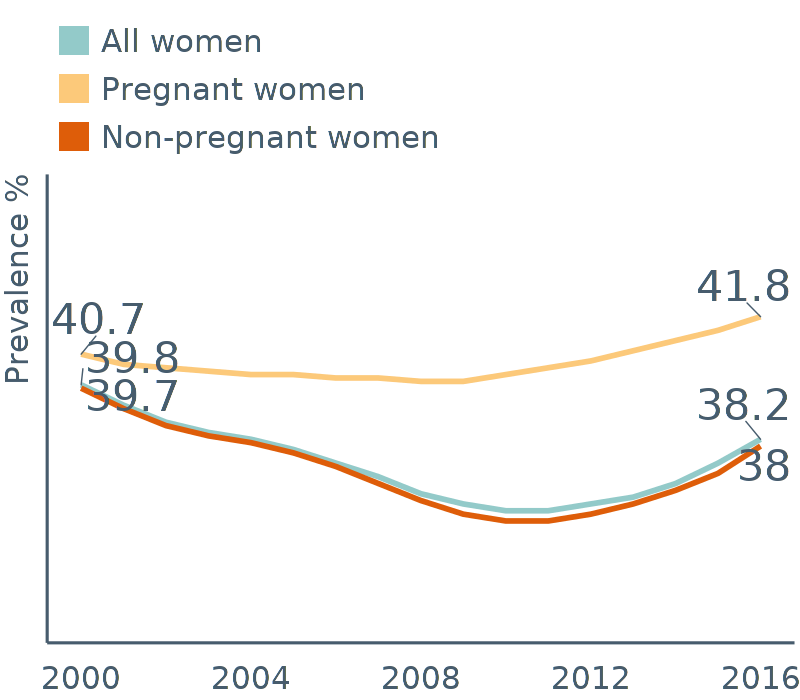 All women
Pregnant women
Non-pregnant women
Prevalence %
40.7
39.8
39.7
41.8
38.2
38
2000 2004 2008 2012 2016